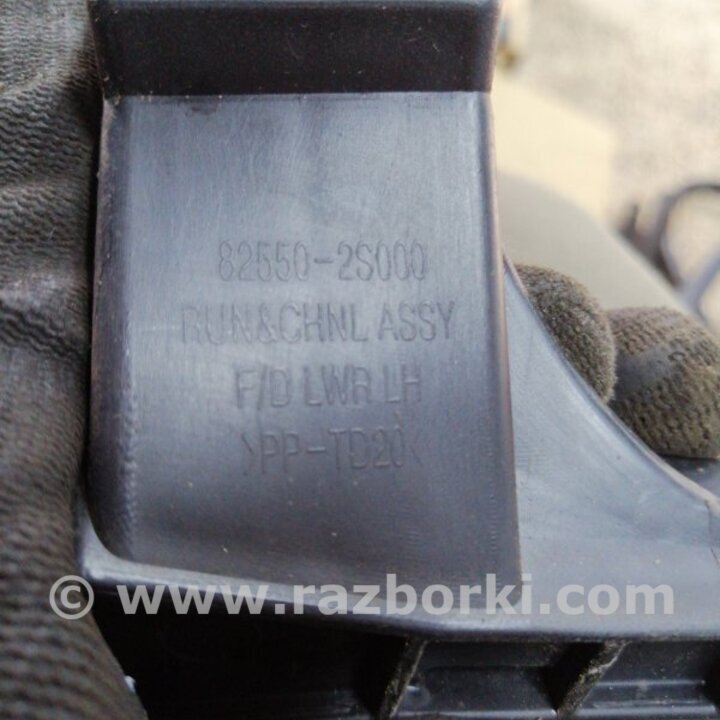 82550-2S000
RUN&CHNL ASSY
F/D LWR LH
>PP-TD20<
© www.razborki.com